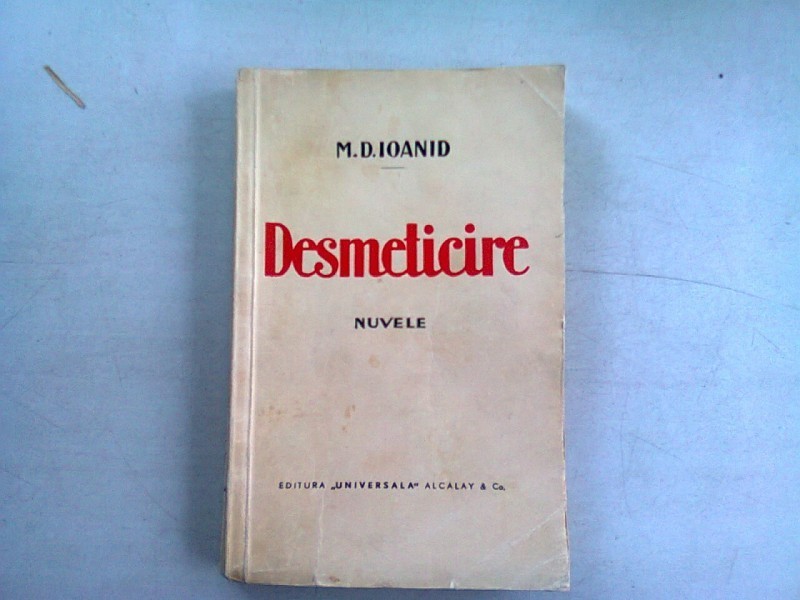 M.D.IOANID
Desmeticire
NUVELE
EDITURA „UNIVERSALA“ ALCALAY & Co.